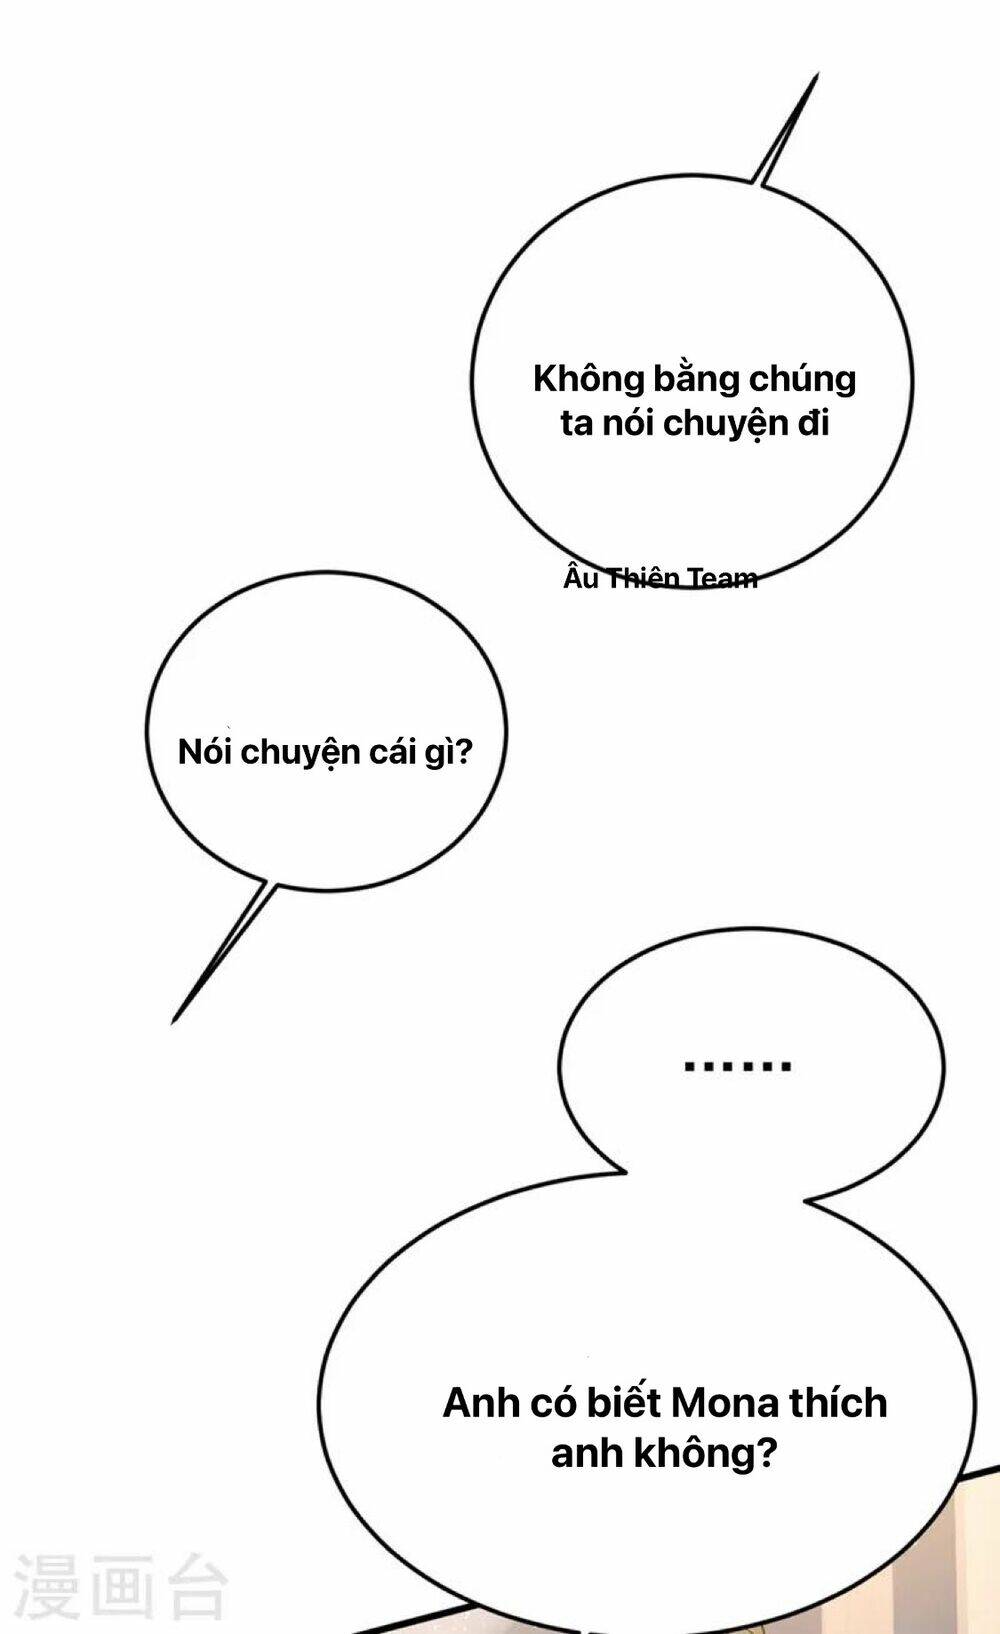 Không bằng chúng
ta nói chuyện đi
Âu Thiên Team
Nói chuyện cái gì?
......
Anh có biết Mona thích
anh không?
漫画台